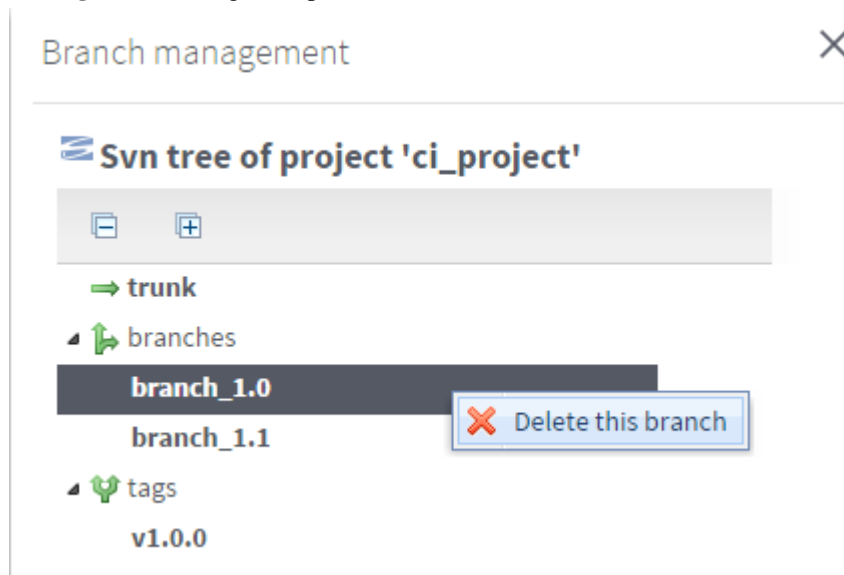 Branch management
Svn tree of project 'ci_project'
trunk
branches
branch_1.0
Delete this branch
branch_1.1
tags
v1.0.0